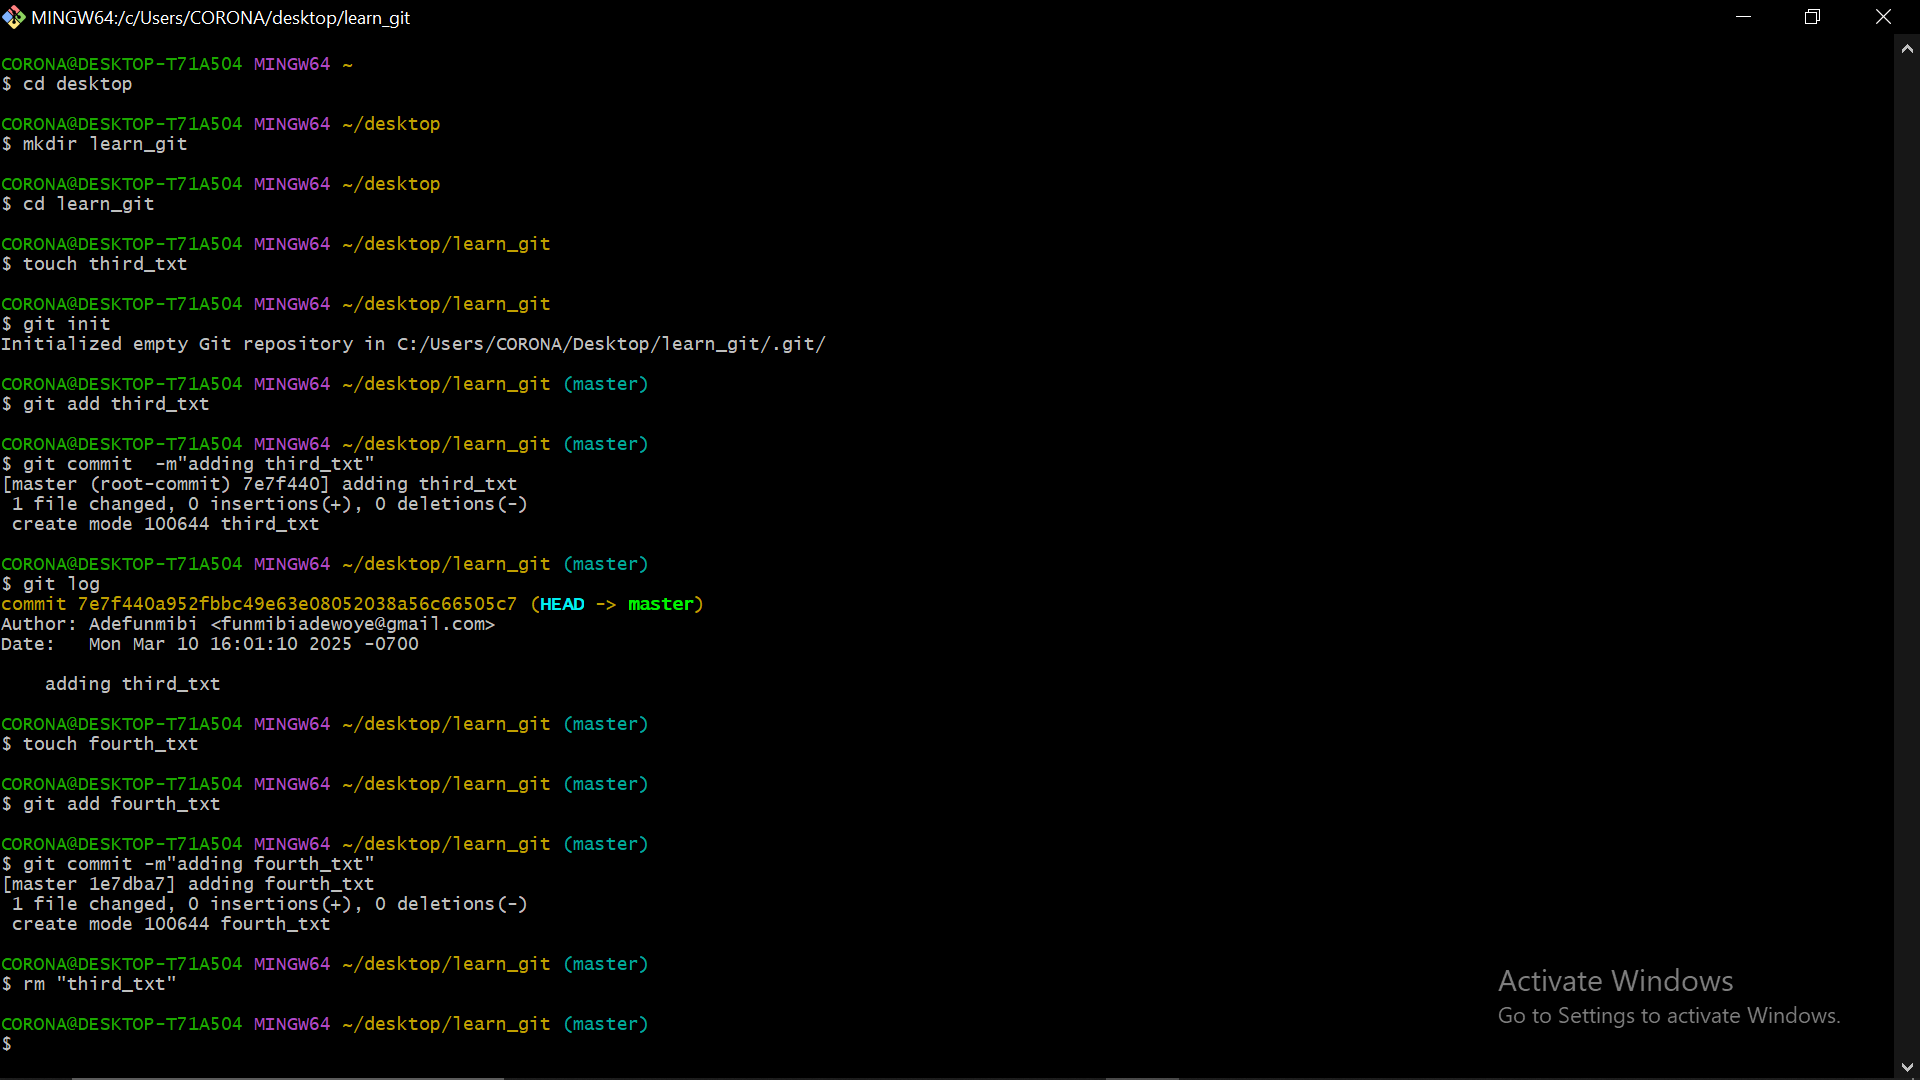 MINGW64:/c/Users/CORONA/desktop/learn_git
CORONA@DESKTOP-T71A504 MINGW64 ~
$ cd desktop
CORONA@DESKTOP-T71A504 MINGW64 ~/desktop
$ mkdir learn_git
CORONA@DESKTOP-T71A504 MINGW64 ~/desktop
$ cd learn_git
CORONA@DESKTOP-T71A504 MINGW64 ~/desktop/learn_git
$ touch third_txt
CORONA@DESKTOP-T71A504 MINGW64 ~/desktop/learn_git
$ git init
Initialized empty Git repository in C:/Users/CORONA/Desktop/learn_git/.git/
CORONA@DESKTOP-T71A504 MINGW64 ~/desktop/learn_git (master)
$ git add third_txt
CORONA@DESKTOP-T71A504 MINGW64 ~/desktop/learn_git (master)
$ git commit  -m"adding third_txt"
[master (root-commit) 7e7f440] adding third_txt
 1 file changed, 0 insertions(+), 0 deletions(-)
 create mode 100644 third_txt
CORONA@DESKTOP-T71A504 MINGW64 ~/desktop/learn_git (master)
$ git log
commit 7e7f440a952fbbc49e63e08052038a56c66505c7 (HEAD -> master)
Author: Adefunmibi <funmibiadewoye@gmail.com>
Date:   Mon Mar 10 16:01:10 2025 -0700
    adding third_txt
CORONA@DESKTOP-T71A504 MINGW64 ~/desktop/learn_git (master)
$ touch fourth_txt
CORONA@DESKTOP-T71A504 MINGW64 ~/desktop/learn_git (master)
$ git add fourth_txt
CORONA@DESKTOP-T71A504 MINGW64 ~/desktop/learn_git (master)
$ git commit -m"adding fourth_txt"
[master 1e7dba7] adding fourth_txt
 1 file changed, 0 insertions(+), 0 deletions(-)
 create mode 100644 fourth_txt
CORONA@DESKTOP-T71A504 MINGW64 ~/desktop/learn_git (master)
$ rm "third_txt"
CORONA@DESKTOP-T71A504 MINGW64 ~/desktop/learn_git (master)
$
Activate Windows
Go to Settings to activate Windows.